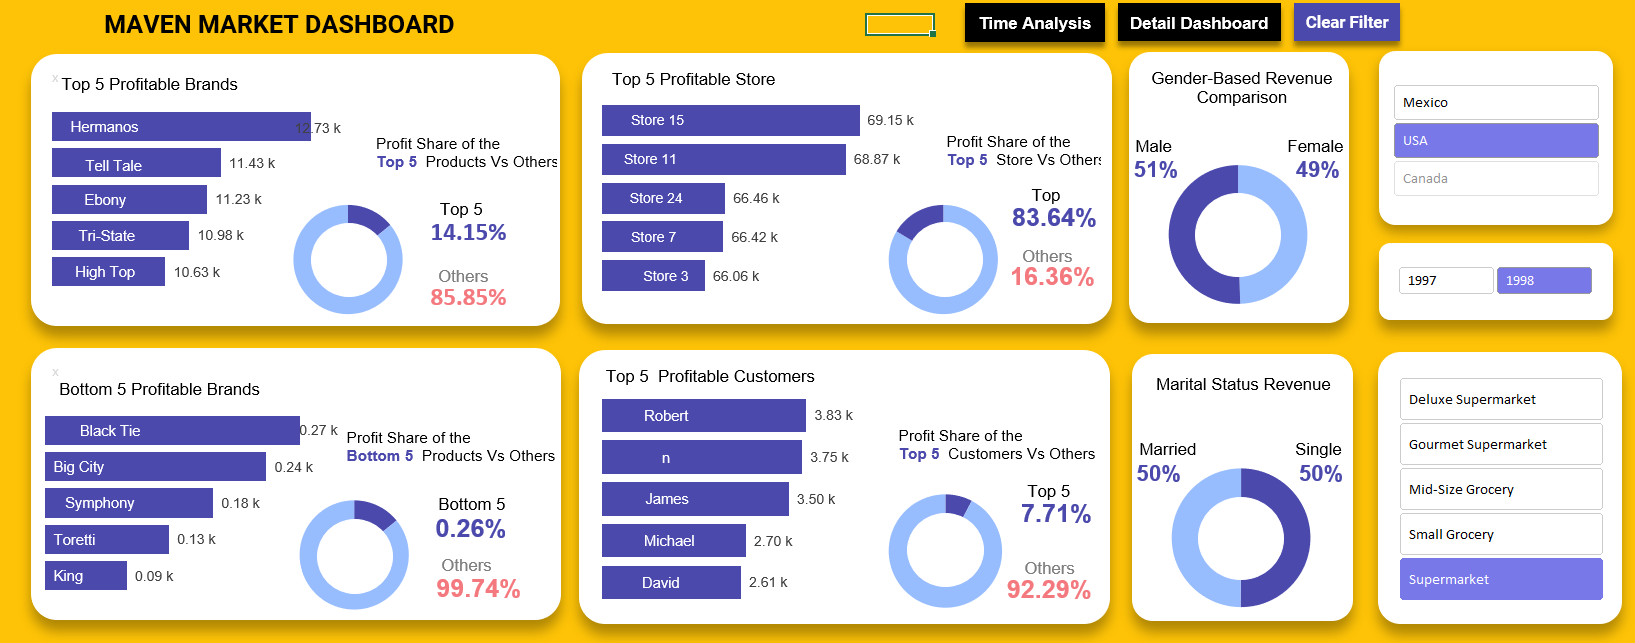 MAVEN MARKET DASHBOARD
Time Analysis
Detail Dashboard
Clear Filter
x
Top 5 Profitable Brands
Hermanos
12.73 k
Tell Tale
11.43 k
Ebony
11.23 k
Tri-State
10.98 k
High Top
10.63 k
Profit Share of the
Top 5 Products Vs Others
Top 5
14.15%
Others
85.85%
Top 5 Profitable Store
Store 15
69.15 k
Store 11
68.87 k
Store 24
66.46 k
Store 7
66.42 k
Store 3
66.06 k
Profit Share of the
Top 5 Store Vs Others
Top
83.64%
Others
16.36%
Gender-Based Revenue
Comparison
Male
51%
Female
49%
Mexico
USA
Canada
1997
1998
x
Bottom 5 Profitable Brands
Black Tie
0.27 k
Big City
0.24 k
Symphony
0.18 k
Toretti
0.13 k
King
0.09 k
Profit Share of the
Bottom 5 Products Vs Others
Bottom 5
0.26%
Others
99.74%
Top 5 Profitable Customers
Robert
3.83 k
n
3.75 k
James
3.50 k
Michael
2.70 k
David
2.61 k
Profit Share of the
Top 5 Customers Vs Others
Top 5
7.71%
Others
92.29%
Marital Status Revenue
Married
50%
Single
50%
Deluxe Supermarket
Gourmet Supermarket
Mid-Size Grocery
Small Grocery
Supermarket